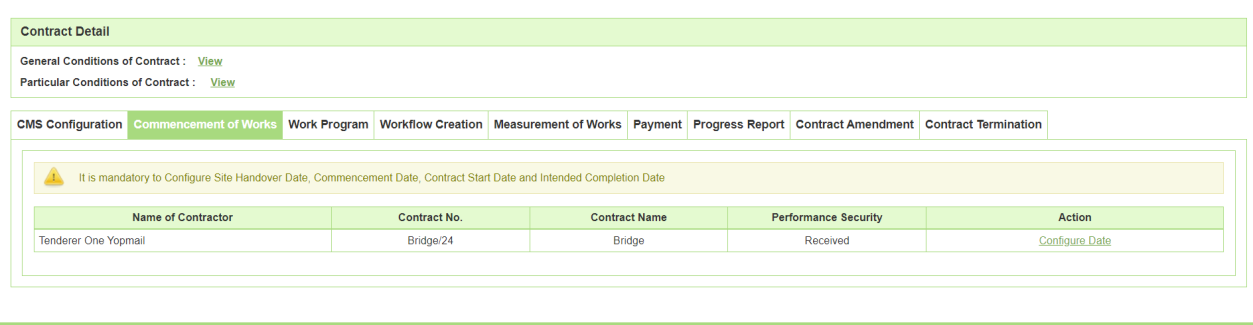 Contract Detail
General Conditions of Contract : View
Particular Conditions of Contract : View
CMS Configuration Commencement of Works Work Program Workflow Creation Measurement of Works Payment Progress Report Contract Amendment Contract Termination
It is mandatory to Configure Site Handover Date, Commencement Date, Contract Start Date and Intended Completion Date
Name of Contractor Contract No. Contract Name Performance Security Action
Tenderer One Yopmail Bridge/24 Bridge Received Configure Date